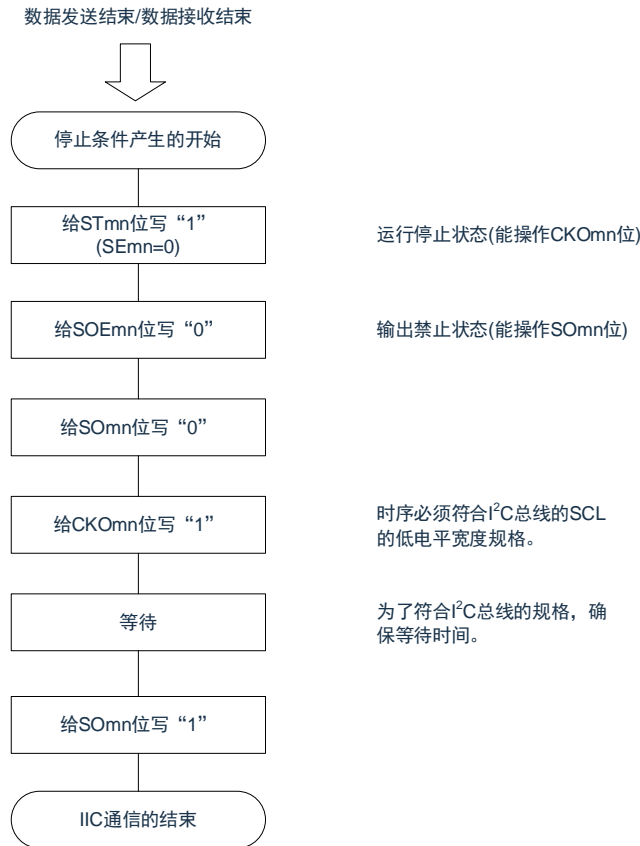 数据发送结束/数据接收结束
停止条件产生的开始
给STmn位写“1”
(SEmn=0)
运行停止状态(能操作CKOmn位)
给SOEmn位写“0”
输出禁止状态(能操作SOmn位)
给SOmn位写“0”
给CKOmn位写“1”
时序必须符合I²C总线的SCL
的低电平宽度规格。
等待
为了符合I²C总线的规格，确
保等待时间。
给SOmn位写“1”
IIC通信的结束